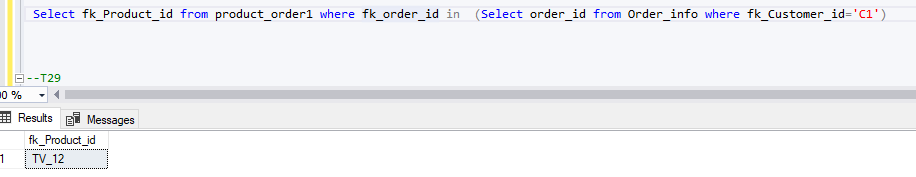 Select fk_Product_id from product_order1 where fk_order_id in  (Select order_id from Order_info where fk_Customer_id='C1')
--T29
00 %
Results Messages
fk_Product_id
1 TV_12